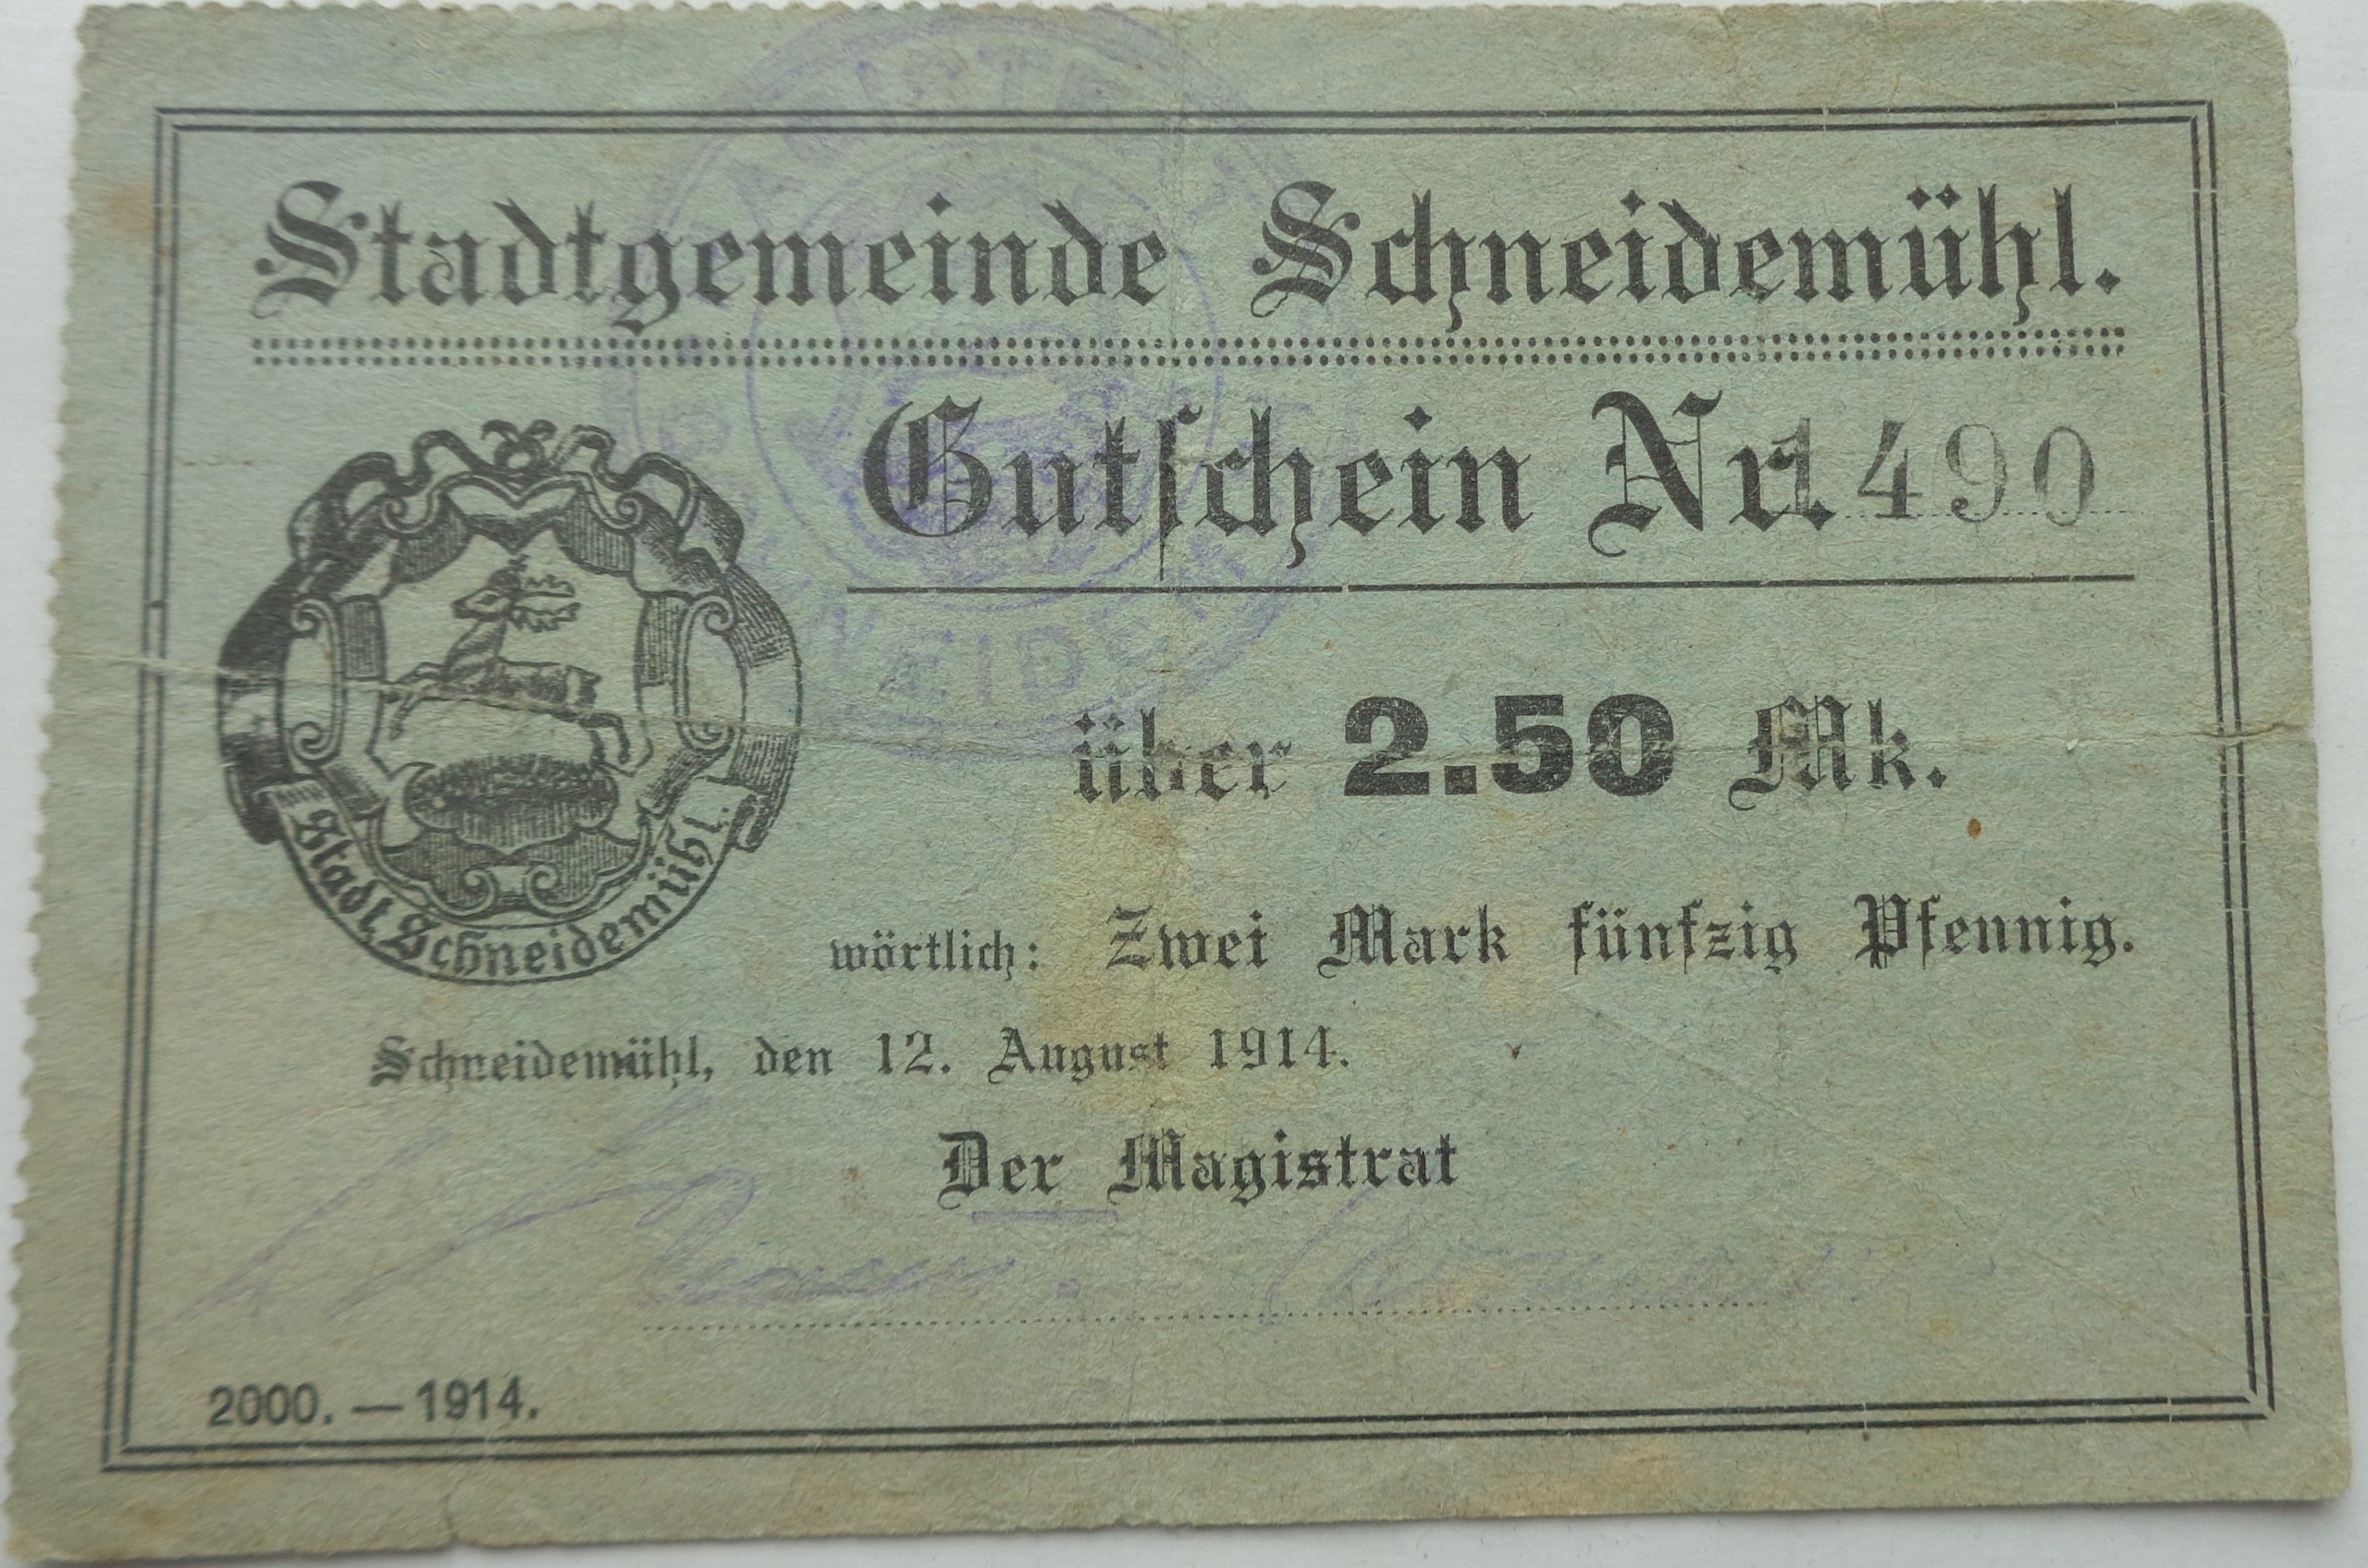 Stadtgemeinde Schneidemühl.
Gutschein Nr. 1490
über 2.50 Mk.
Stadt Schneidemühl.
wörtlich: Zwei Mark fünfzig Pfennig.
Schneidemühl, den 12. August 1914.
Der Magistrat
2000. — 1914.